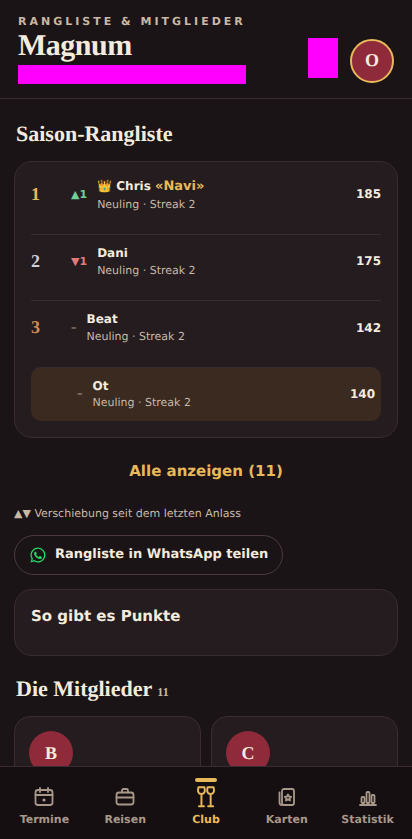 RANGLISTE & MITGLIEDER
Magnum
O
Saison-Rangliste
1 ▲1 👑 Chris «Navi» 185
Neuling · Streak 2
2 ▼1 Dani 175
Neuling · Streak 2
3 – Beat 142
Neuling · Streak 2
– Ot 140
Neuling · Streak 2
Alle anzeigen (11)
▲▼ Verschiebung seit dem letzten Anlass
Rangliste in WhatsApp teilen
So gibt es Punkte
Die Mitglieder 11
B C
Termine Reisen Club Karten Statistik